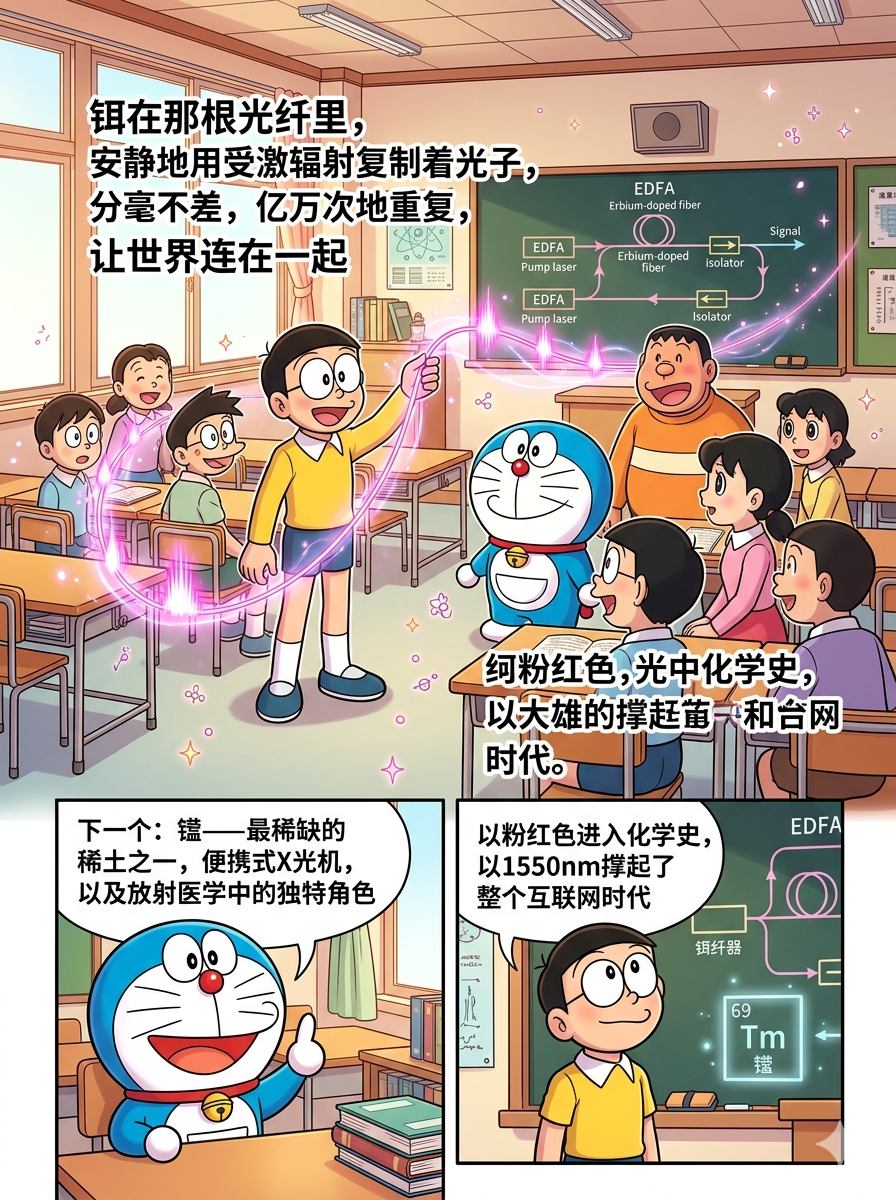 铒在那根光纤里，
安静地用受激辐射复制着光子，
分毫不差，亿万次地重复，
让世界连在一起
EDFA
Erbium-doped fiber
EDFA
Pump laser
Erbium-doped
fiber
isolator
Signal
EDFA
Pump laser
Isolator
粉红色，光中化学史，
以大雄的撑起 和台网
时代。
下一个：——最稀缺的
稀土之一，便携式X光机，
以及放射医学中的独特角色
以粉红色进入化学史，
以1550nm撑起了
整个互联网时代
EDFA
铒纤器
69
Tm